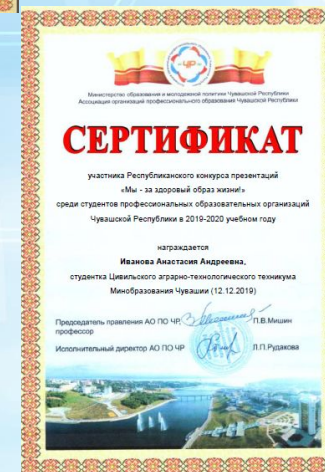 ЧР
Министерство образования и молодежной политики Чувашской Республики
Ассоциация организаций профессионального образования Чувашской Республики
СЕРТИФИКАТ
участника Республиканского конкурса презентаций
«Мы - за здоровый образ жизни!»
среди студентов профессиональных образовательных организаций
Чувашской Республики в 2019-2020 учебном году
награждается
Иванова Анастасия Андреевна,
студентка Цивильского аграрно-технологического техникума
Минобразования Чувашии (12.12.2019)
Председатель правления АО ПО ЧР, П.В.Мишин
профессор
Исполнительный директор АО ПО ЧР Л.П.Рудакова